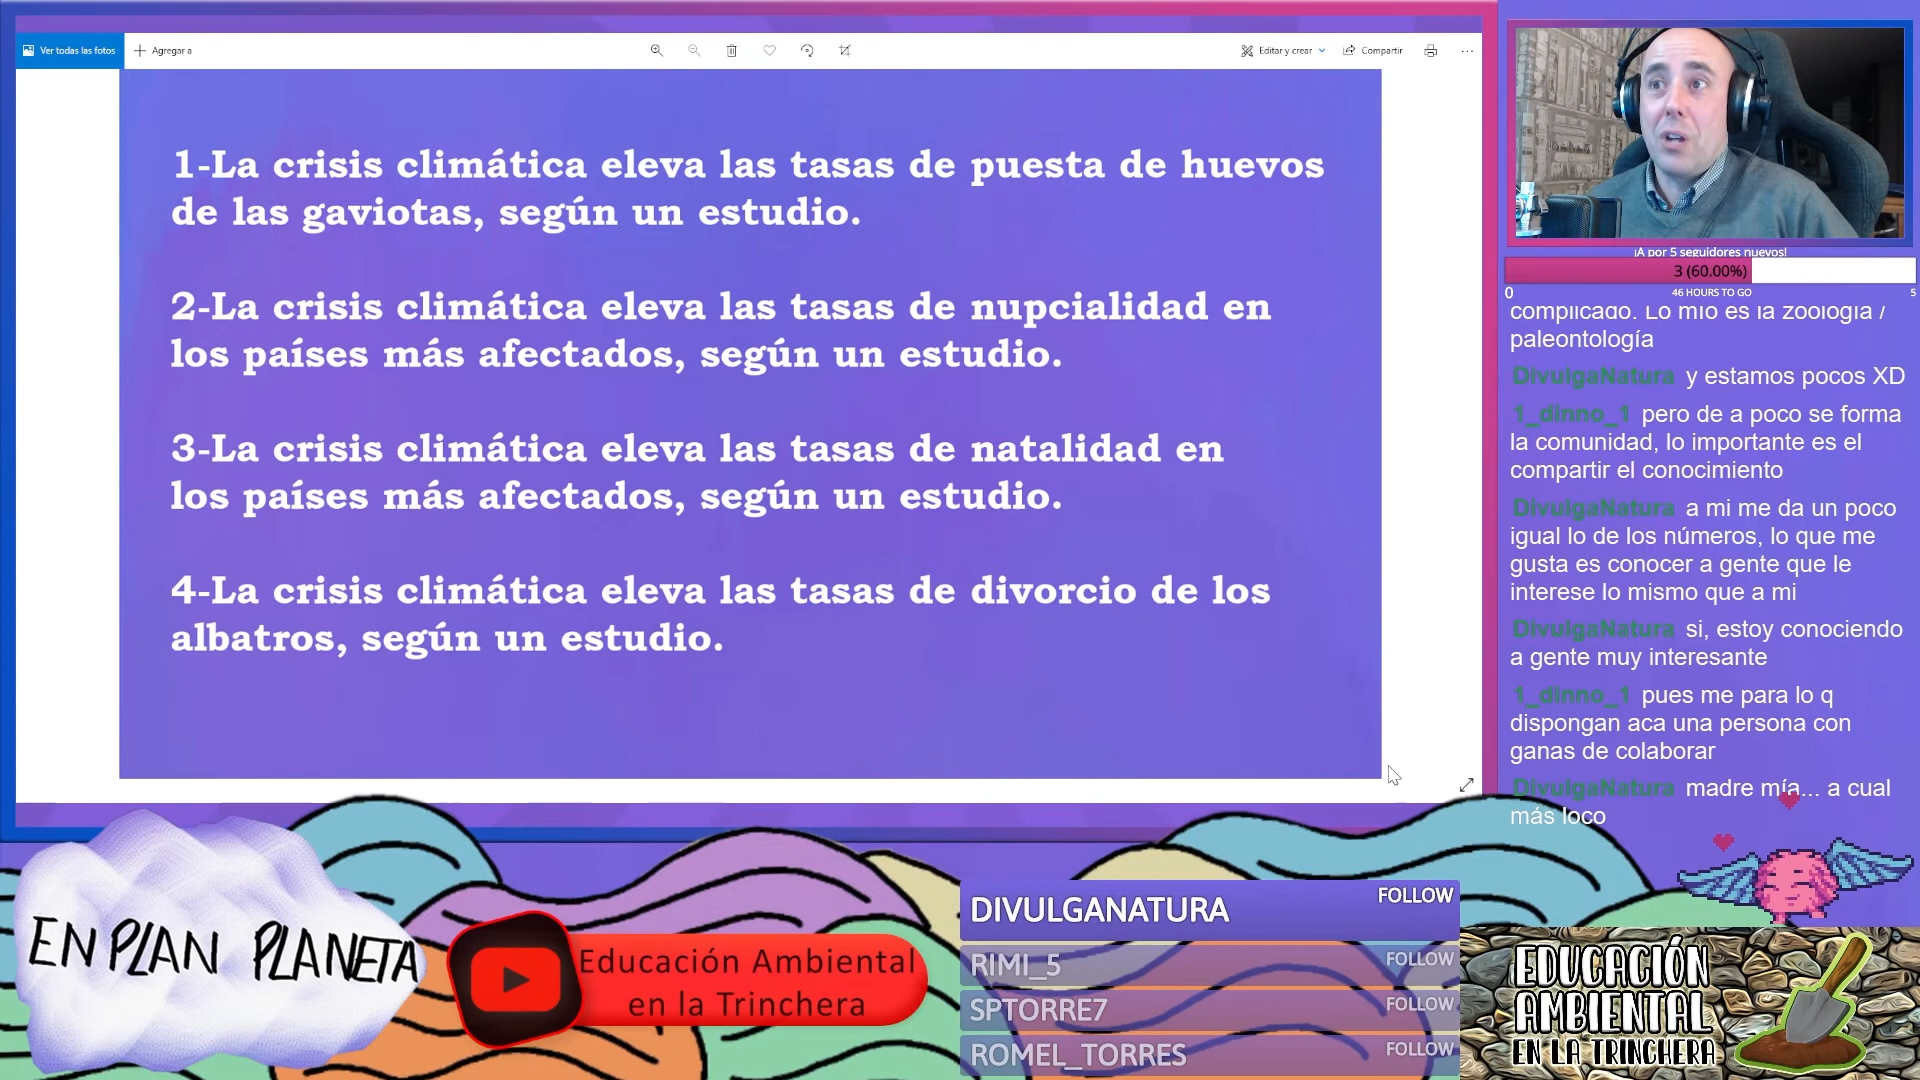 Ver todas las fotos
Agregar a
Editar y crear
Compartir
1-La crisis climática eleva las tasas de puesta de huevos
de las gaviotas, según un estudio.
2-La crisis climática eleva las tasas de nupcialidad en
los países más afectados, según un estudio.
3-La crisis climática eleva las tasas de natalidad en
los países más afectados, según un estudio.
4-La crisis climática eleva las tasas de divorcio de los
albatros, según un estudio.
¡A por 5 seguidores nuevos!
3 (60.00%)
0
46 HOURS TO GO
5
complicado. Lo mío es la zoología /
paleontología
DivulgaNatura y estamos pocos XD
1_dinno_1 pero de a poco se forma
la comunidad, lo importante es el
compartir el conocimiento
DivulgaNatura a mi me da un poco
igual lo de los números, lo que me
gusta es conocer a gente que le
interese lo mismo que a mi
DivulgaNatura si, estoy conociendo
a gente muy interesante
1_dinno_1 pues me para lo q
dispongan aca una persona con
ganas de colaborar
DivulgaNatura madre mía... a cual
más loco
EN PLAN PLANETA
Educación Ambiental
en la Trinchera
DIVULGANATURA FOLLOW
RIMI_5 FOLLOW
SPTORRE7 FOLLOW
ROMEL_TORRES FOLLOW
EDUCACIÓN
AMBIENTAL
EN LA TRINCHERA